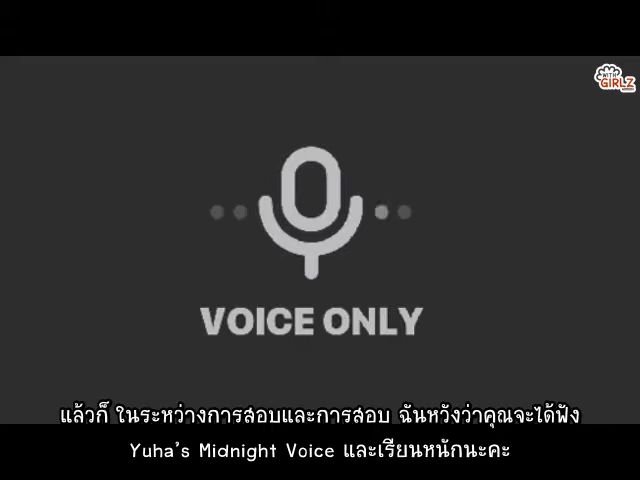 WITH
GIRLZ
VOICE ONLY
แล้วก็ ในระหว่างการสอบและการสอบ ฉันหวังว่าคุณจะได้ฟัง
Yuha's Midnight Voice และเรียนหนักนะคะ